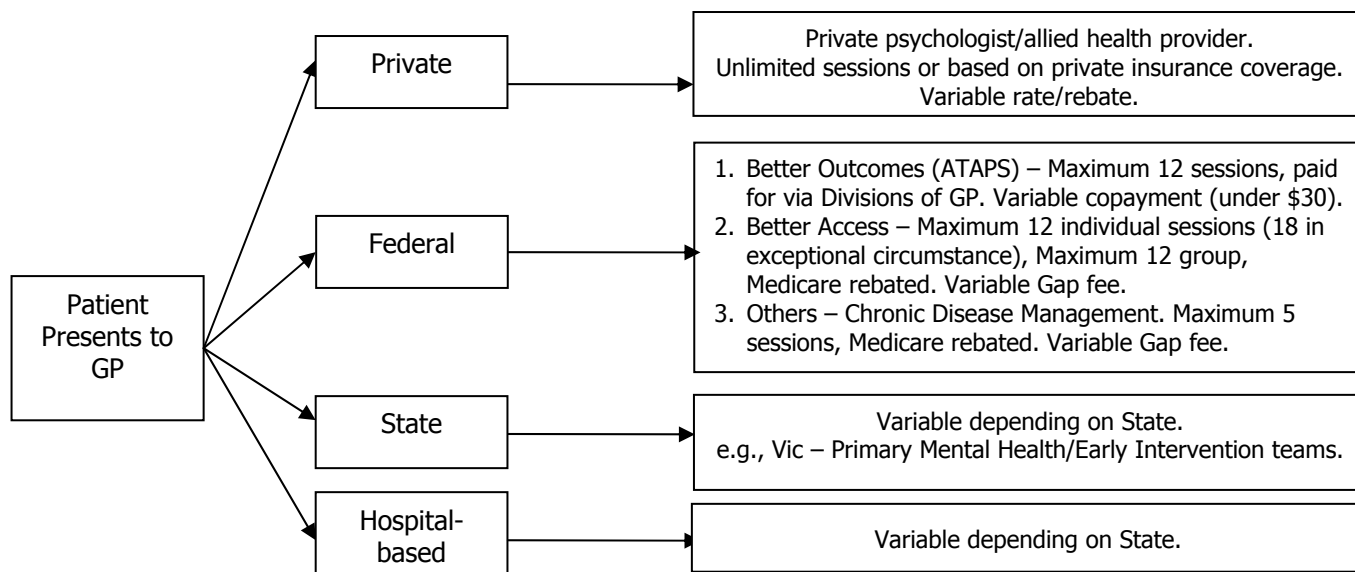 Patient
Presents to
GP
Private
Private psychologist/allied health provider.
Unlimited sessions or based on private insurance coverage.
Variable rate/rebate.
Federal
1. Better Outcomes (ATAPS) – Maximum 12 sessions, paid
for via Divisions of GP. Variable copayment (under $30).
2. Better Access – Maximum 12 individual sessions (18 in
exceptional circumstance), Maximum 12 group,
Medicare rebated. Variable Gap fee.
3. Others – Chronic Disease Management. Maximum 5
sessions, Medicare rebated. Variable Gap fee.
State
Variable depending on State.
e.g., Vic – Primary Mental Health/Early Intervention teams.
Hospital-
based
Variable depending on State.